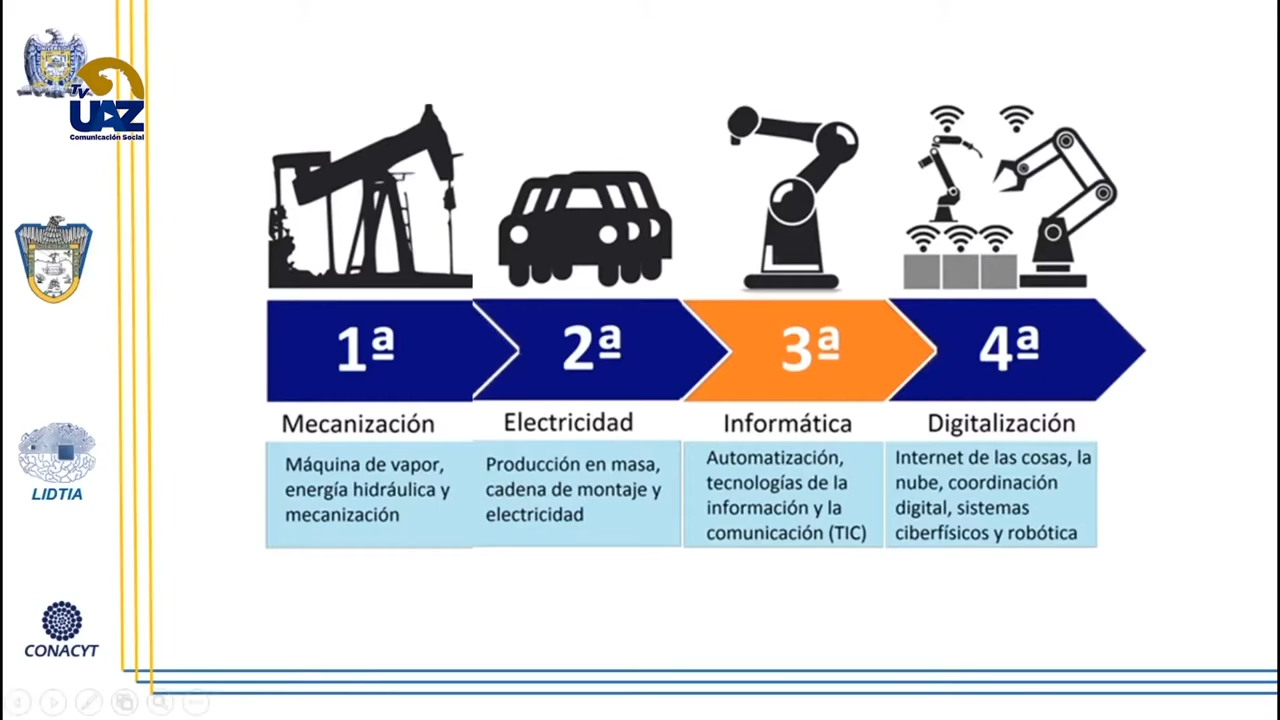 TV
UAZ
Comunicación Social
LIDTIA
CONACYT
1ª
2ª
3ª
4ª
Mecanización
Electricidad
Informática
Digitalización
Máquina de vapor,
energía hidráulica y
mecanización
Producción en masa,
cadena de montaje y
electricidad
Automatización,
tecnologías de la
información y la
comunicación (TIC)
Internet de las cosas, la
nube, coordinación
digital, sistemas
ciberfísicos y robótica